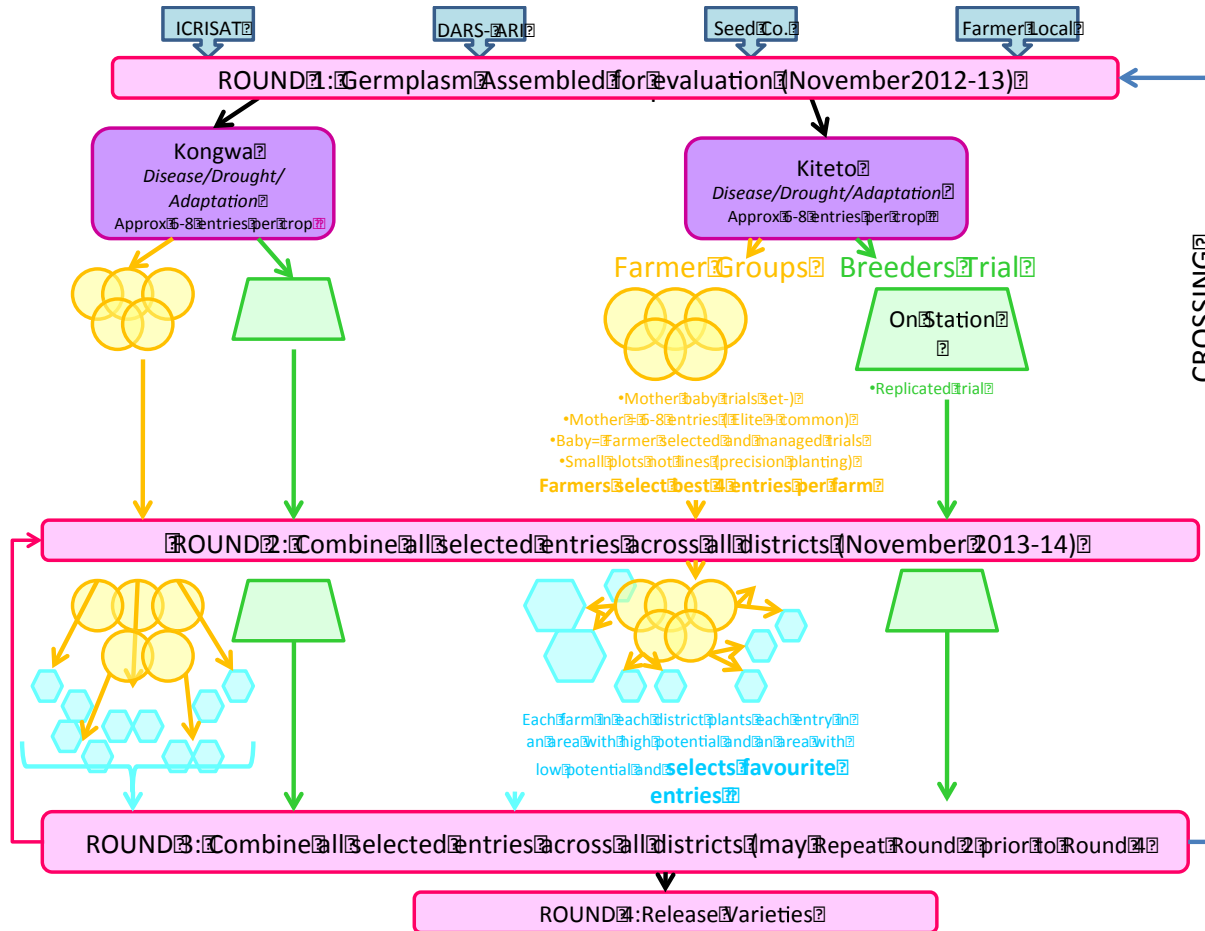 ICRISAT
DARS- ARI
Seed Co.
Farmer Local
ROUND 1: Germplasm Assembled for evaluation (November 2012-13)
Kongwa
Disease/Drought/
Adaptation
Approx 6-8 entries per crop
Kiteto
Disease/Drought/Adaptation
Approx 6-8 entries per crop
CROSSING
Farmer Groups
Breeders Trial
On Station
•Replicated trial
•Mother baby trials set-)
•Mother = 6-8 entries (Elite + common)
•Baby= Farmer selected and managed trials
•Small plots not lines (precision planting)
Farmers select best 4 entries per farm
ROUND 2: Combine all selected entries across all districts (November 2013-14)
Each farm in each district plants each entry in
an area with high potential and an area with
low potential and selects favourite
entries
ROUND 3: Combine all selected entries across all districts (may Repeat Round 2 prior to Round 4
ROUND 4:Release Varieties